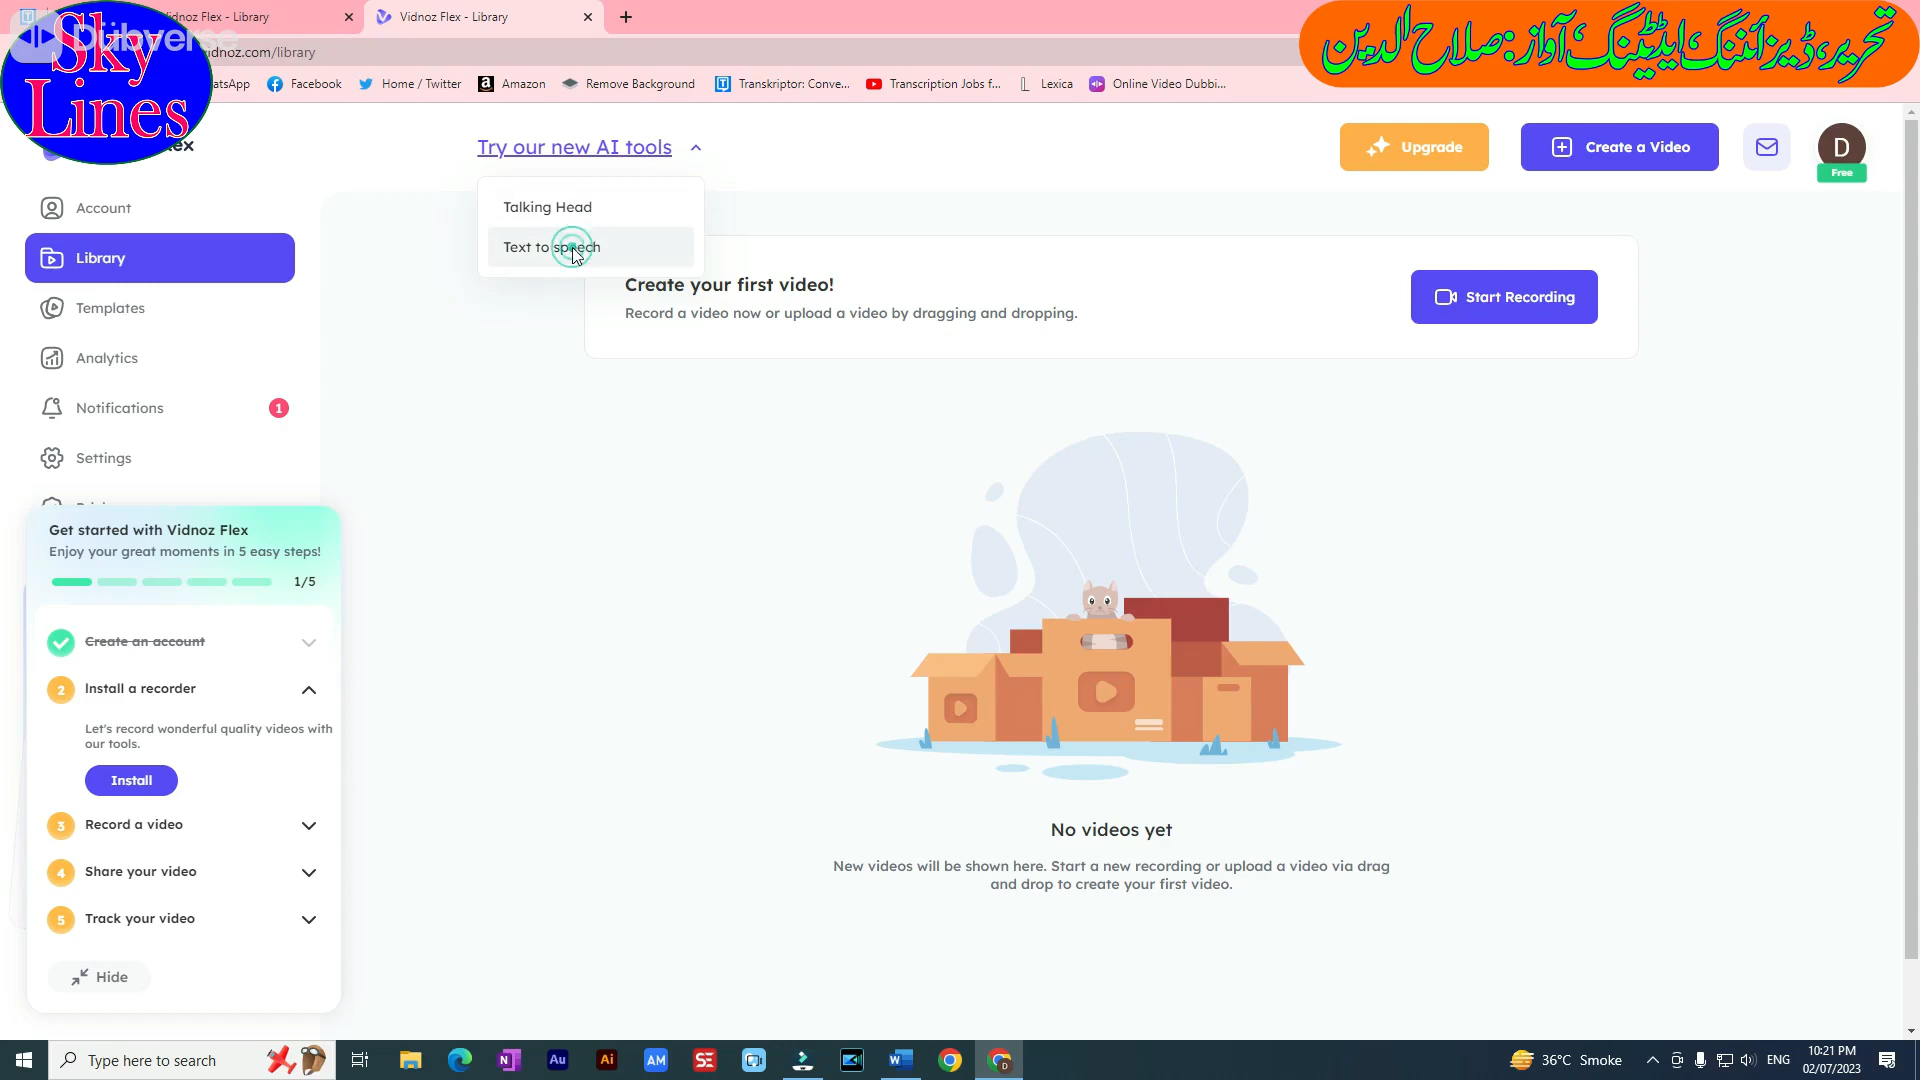 Vidnoz Flex - Library
Vidnoz Flex - Library
Dubverse
vidnoz.com/library
Sky
Lines
تحریر، ڈیزائننگ، ایڈیٹینگ، آواز: صلاح الدین
WhatsApp
Facebook
Home / Twitter
Amazon
Remove Background
Transkriptor: Conve...
Transcription Jobs f...
Lexica
Online Video Dubbi...
Try our new AI tools
Upgrade
Create a Video
D
Free
Talking Head
Text to speech
Account
Library
Templates
Analytics
Notifications
1
Settings
Create your first video!
Record a video now or upload a video by dragging and dropping.
Start Recording
Get started with Vidnoz Flex
Enjoy your great moments in 5 easy steps!
1/5
Create an account
2
Install a recorder
Let's record wonderful quality videos with
our tools.
Install
3
Record a video
4
Share your video
5
Track your video
Hide
No videos yet
New videos will be shown here. Start a new recording or upload a video via drag
and drop to create your first video.
Type here to search
36°C Smoke
ENG
10:21 PM
02/07/2023